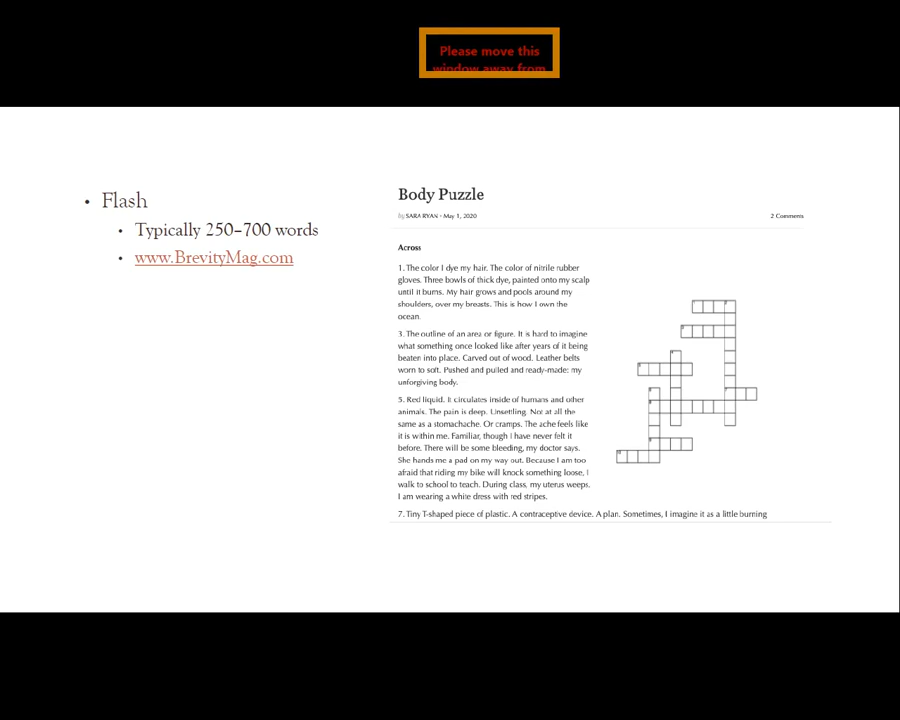 Please move this
window away from
• Flash
• Typically 250–700 words
• www.BrevityMag.com
Body Puzzle
by SARA RYAN • May 1, 2020
2 Comments
Across
1. The color I dye my hair. The color of nitrile rubber
gloves. Three bowls of thick dye, painted onto my scalp
until it burns. My hair grows and pools around my
shoulders, over my breasts. This is how I own the
ocean.
3. The outline of an area or figure. It is hard to imagine
what something once looked like after years of it being
beaten into place. Carved out of wood. Leather belts
worn to soft. Pushed and pulled and ready-made: my
unforgiving body.
5. Red liquid. It circulates inside of humans and other
animals. The pain is deep. Unsettling. Not at all the
same as a stomachache. Or cramps. The ache feels like
it is within me. Familiar, though I have never felt it
before. There will be some bleeding, my doctor says.
She hands me a pad on my way out. Because I am too
afraid that riding my bike will knock something loose, I
walk to school to teach. During class, my uterus weeps.
I am wearing a white dress with red stripes.
7. Tiny T-shaped piece of plastic. A contraceptive device. A plan. Sometimes, I imagine it as a little burning